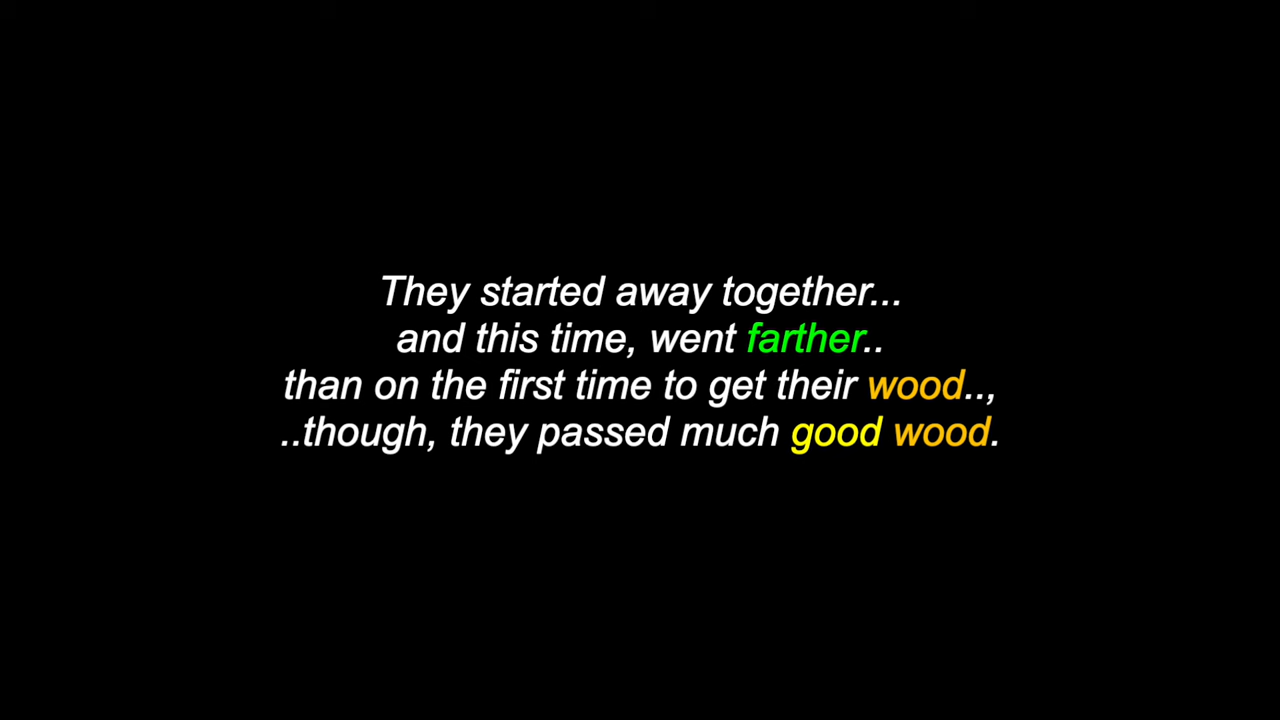 They started away together...
and this time, went farther..
than on the first time to get their wood..,
..though, they passed much good wood.